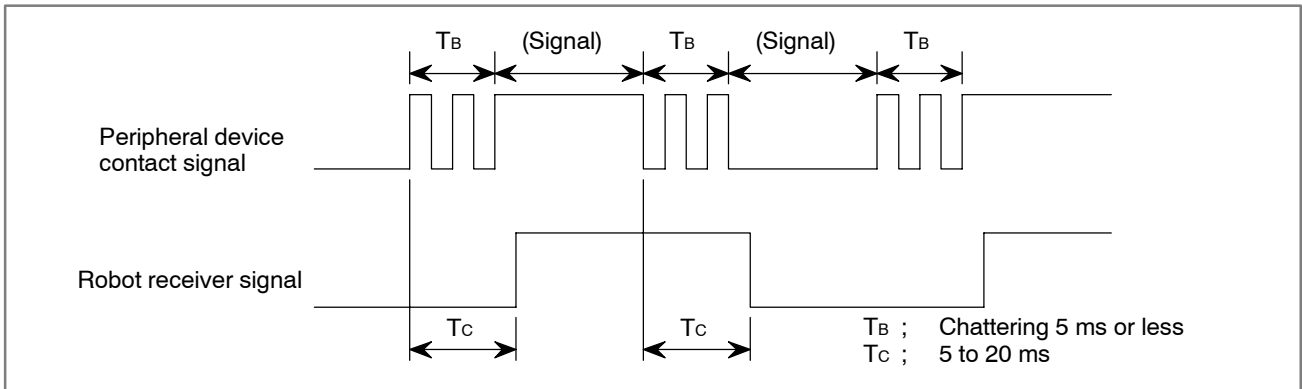 TB (Signal) TB (Signal) TB
Peripheral device
contact signal
Robot receiver signal
TC TC
TB ; Chattering 5 ms or less
TC ; 5 to 20 ms